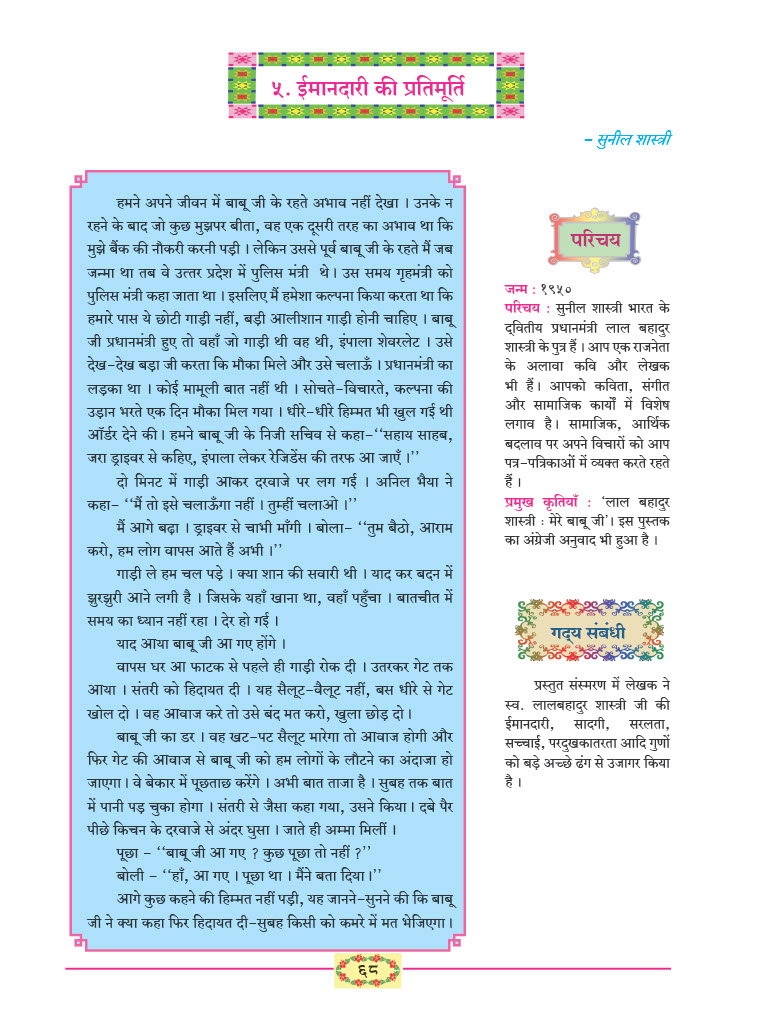 ५. ईमानदारी की प्रतिमूर्ति
– सुनील शास्त्री
हमने अपने जीवन में बाबू जी के रहते अभाव नहीं देखा । उनके न
रहने के बाद जो कुछ मुझपर बीता, वह एक दूसरी तरह का अभाव था कि
मुझे बैंक की नौकरी करनी पड़ी । लेकिन उससे पूर्व बाबू जी के रहते मैं जब
जन्मा था तब वे उत्तर प्रदेश में पुलिस मंत्री थे । उस समय गृहमंत्री को
पुलिस मंत्री कहा जाता था । इसलिए मैं हमेशा कल्पना किया करता था कि
हमारे पास ये छोटी गाड़ी नहीं, बड़ी आलीशान गाड़ी होनी चाहिए । बाबू
जी प्रधानमंत्री हुए तो वहाँ जो गाड़ी थी वह थी, इंपाला शेवरलेट । उसे
देख-देख बड़ा जी करता कि मौका मिले और उसे चलाऊँ । प्रधानमंत्री का
लड़का था । कोई मामूली बात नहीं थी । सोचते-विचारते, कल्पना की
उड़ान भरते एक दिन मौका मिल गया । धीरे-धीरे हिम्मत भी खुल गई थी
ऑर्डर देने की । हमने बाबू जी के निजी सचिव से कहा-‘‘सहाय साहब,
जरा ड्राइवर से कहिए, इंपाला लेकर रेजिडेंस की तरफ आ जाएँ ।’’
दो मिनट में गाड़ी आकर दरवाजे पर लग गई । अनिल भैया ने
कहा- ‘‘मैं तो इसे चलाऊँगा नहीं । तुम्हीं चलाओ ।’’
मैं आगे बढ़ा । ड्राइवर से चाभी माँगी । बोला- ‘‘तुम बैठो, आराम
करो, हम लोग वापस आते हैं अभी ।’’
गाड़ी ले हम चल पड़े । क्या शान की सवारी थी । याद कर बदन में
झुरझुरी आने लगी है । जिसके यहाँ खाना था, वहाँ पहुँचा । बातचीत में
समय का ध्यान नहीं रहा । देर हो गई ।
याद आया बाबू जी आ गए होंगे ।
वापस घर आ फाटक से पहले ही गाड़ी रोक दी । उतरकर गेट तक
आया । संतरी को हिदायत दी । यह सैलूट-वैलूट नहीं, बस धीरे से गेट
खोल दो । वह आवाज करे तो उसे बंद मत करो, खुला छोड़ दो ।
बाबू जी का डर । वह खट-पट सैलूट मारेगा तो आवाज होगी और
फिर गेट की आवाज से बाबू जी को हम लोगों के लौटने का अंदाजा हो
जाएगा । वे बेकार में पूछताछ करेंगे । अभी बात ताजा है । सुबह तक बात
में पानी पड़ चुका होगा । संतरी से जैसा कहा गया, उसने किया । दबे पैर
पीछे किचन के दरवाजे से अंदर घुसा । जाते ही अम्मा मिलीं ।
पूछा - ‘‘बाबू जी आ गए ? कुछ पूछा तो नहीं ?’’
बोली - ‘‘हाँ, आ गए । पूछा था । मैंने बता दिया ।’’
आगे कुछ कहने की हिम्मत नहीं पड़ी, यह जानने-सुनने की कि बाबू
जी ने क्या कहा फिर हिदायत दी-सुबह किसी को कमरे में मत भेजिएगा ।
परिचय
जन्म : १९५०
परिचय : सुनील शास्त्री भारत के
द्‌वितीय प्रधानमंत्री लाल बहादुर
शास्त्री के पुत्र हैं । आप एक राजनेता
के अलावा कवि और लेखक
भी हैं । आपको कविता, संगीत
और सामाजिक कार्यों में विशेष
लगाव है । सामाजिक, आर्थिक
बदलाव पर अपने विचारों को आप
पत्र-पत्रिकाओं में व्यक्त करते रहते
हैं ।
प्रमुख कृतियाँ : ‘लाल बहादुर
शास्त्री : मेरे बाबू जी’ । इस पुस्तक
का अंग्रेजी अनुवाद भी हुआ है ।
गद्‌य संबंधी
प्रस्तुत संस्मरण में लेखक ने
स्व. लालबहादुर शास्त्री जी की
ईमानदारी, सादगी, सरलता,
सच्चाई, परदुखकातरता आदि गुणों
को बड़े अच्छे ढंग से उजागर किया
है ।
६८